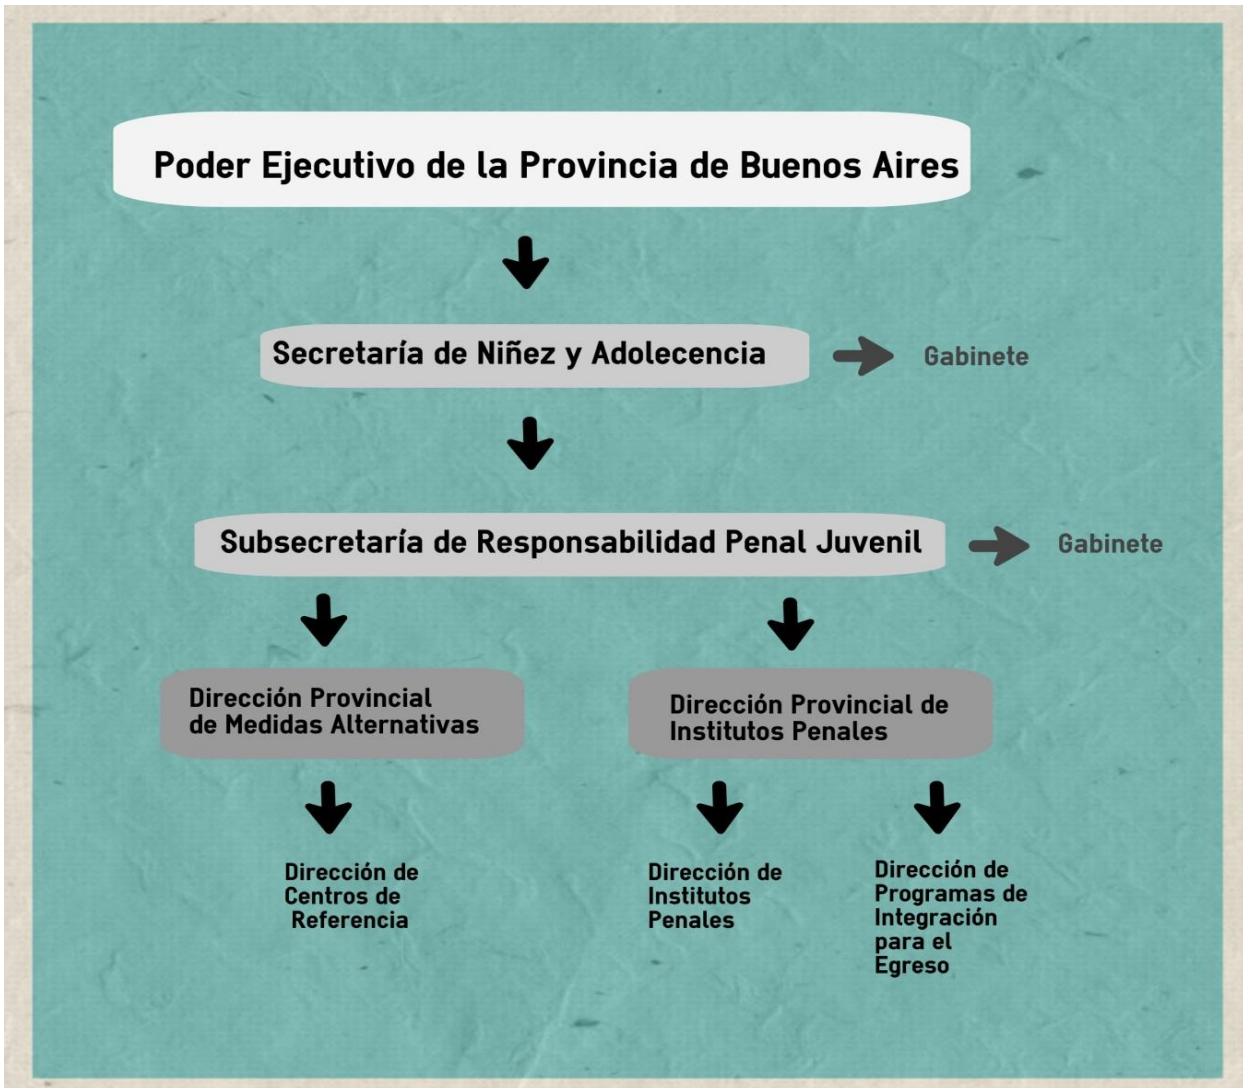 Poder Ejecutivo de la Provincia de Buenos Aires
Secretaría de Niñez y Adolecencia
Gabinete
Subsecretaría de Responsabilidad Penal Juvenil
Gabinete
Dirección Provincial
de Medidas Alternativas
Dirección Provincial de
Institutos Penales
Dirección de
Centros de
Referencia
Dirección de
Institutos
Penales
Dirección de
Programas de
Integración
para el
Egreso